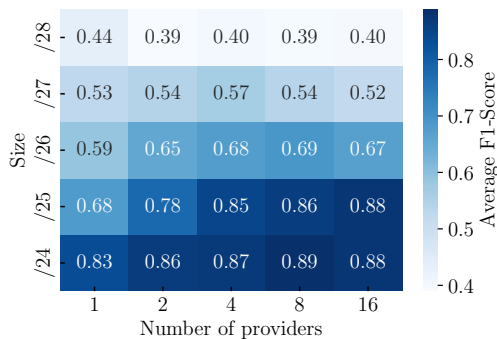 /28 0.44 0.39 0.40 0.39 0.40
/27 0.53 0.54 0.57 0.54 0.52
/26 0.59 0.65 0.68 0.69 0.67
/25 0.68 0.78 0.85 0.86 0.88
/24 0.83 0.86 0.87 0.89 0.88
1 2 4 8 16
Number of providers
Size
0.8
0.7
0.6
0.5
0.4
Average F1-Score